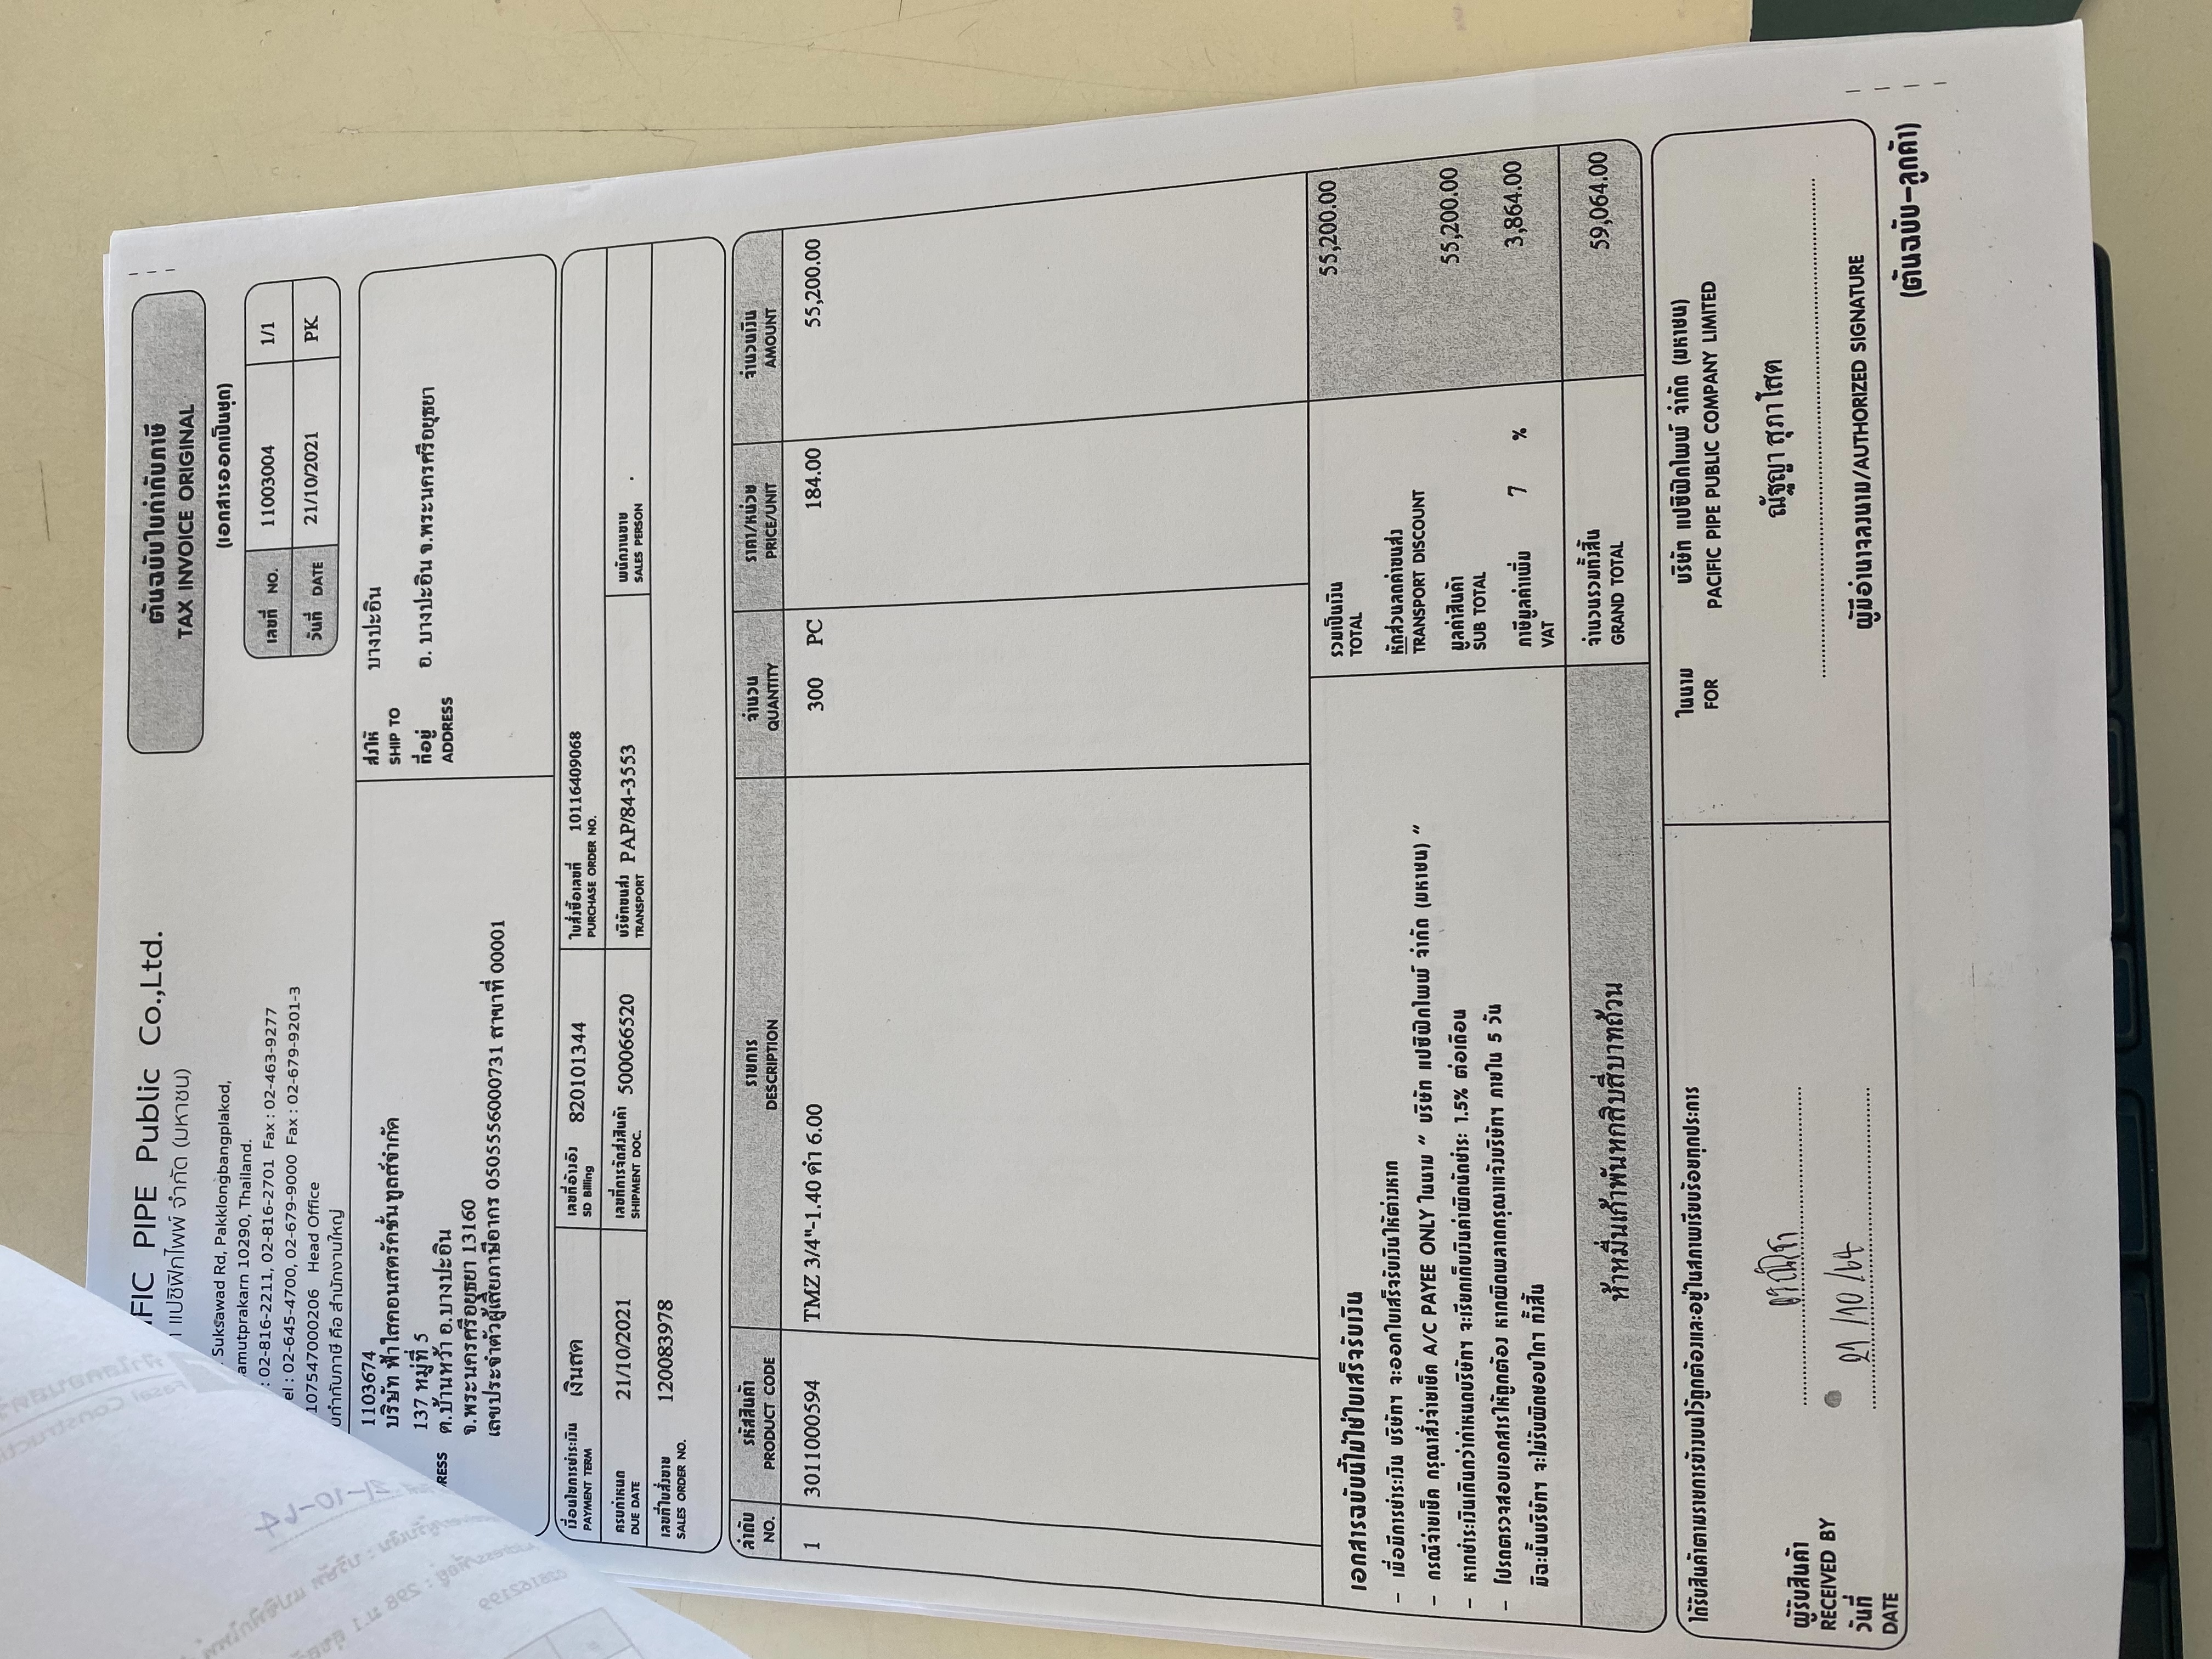 FIC PIPE Public Co.,Ltd.
แปซิฟิกไพพ์ จำกัด (มหาชน)
Suksawad Rd, Pakklongbangplakod,
amutprakarn 10290, Thailand.
: 02-816-2211, 02-816-2701 Fax : 02-463-9277
el : 02-645-4700, 02-679-9000 Fax : 02-679-9201-3
107547000206 Head Office
บกำกับภาษี คือ สำนักงานใหญ่
ต้นฉบับใบกำกับภาษี
TAX INVOICE ORIGINAL
(เอกสารออกเป็นชุด)
เลขที่ NO. 11003004 1/1
วันที่ DATE 21/10/2021 PK
1103674
บริษัท ฟ้าใสคอนสตรัคชั่นทูลส์จำกัด
137 หมู่ที่ 5
RESS ต.บ้านหว้า อ.บางปะอิน
จ.พระนครศรีอยุธยา 13160
เลขประจำตัวผู้เสียภาษีอากร 0505556000731 สาขาที่ 00001
ส่งให้ บางปะอิน
SHIP TO
ที่อยู่ อ. บางปะอิน จ.พระนครศรีอยุธยา
ADDRESS
เงื่อนไขการชำระเงิน เงินสด เลขที่อ้างอิง 820101344 ใบสั่งซื้อเลขที่ 10116409068
PAYMENT TERM SD Billing PURCHASE ORDER NO.
ครบกำหนด 21/10/2021 เลขที่การจัดส่งสินค้า 500066520 บริษัทขนส่ง PAP/84-3553 พนักงานขาย .
DUE DATE SHIPMENT DOC. TRANSPORT SALES PERSON
เลขที่ใบสั่งขาย 120083978
SALES ORDER NO.
ลำดับ รหัสสินค้า รายการ จำนวน ราคา/หน่วย จำนวนเงิน
NO. PRODUCT CODE DESCRIPTION QUANTITY PRICE/UNIT AMOUNT
1 3011000594 TMZ 3/4"-1.40 คำ 6.00 300 PC 184.00 55,200.00
เอกสารฉบับนี้ไม่ใช่ใบเสร็จรับเงิน
– เมื่อมีการชำระเงิน บริษัทฯ จะออกใบเสร็จรับเงินให้ต่างหาก
– กรณีจ่ายเช็ค กรุณาสั่งจ่ายเช็ค A/C PAYEE ONLY ในนาม “ บริษัท แปซิฟิกไพพ์ จำกัด (มหาชน) ”
– หากชำระเงินเกินกว่ากำหนดบริษัทฯ จะเรียกเก็บเงินค่าผิดนัดชำระ 1.5% ต่อเดือน
– โปรดตรวจสอบเอกสารให้ถูกต้อง หากผิดพลาดกรุณาแจ้งบริษัทฯ ภายใน 5 วัน
มิฉะนั้นบริษัทฯ จะไม่รับผิดชอบใดๆ ทั้งสิ้น
รวมเป็นเงิน 55,200.00
TOTAL
หักส่วนลดค่าขนส่ง
TRANSPORT DISCOUNT
มูลค่าสินค้า 55,200.00
SUB TOTAL
ภาษีมูลค่าเพิ่ม 7 % 3,864.00
VAT
ห้าหมื่นเก้าพันหกสิบสี่บาทถ้วน
จำนวนรวมทั้งสิ้น 59,064.00
GRAND TOTAL
ได้รับสินค้าตามรายการข้างบนไว้ถูกต้องและอยู่ในสภาพเรียบร้อยทุกประการ
ผู้รับสินค้า
RECEIVED BY
วันที่ 21/10/64
DATE
ในนาม บริษัท แปซิฟิกไพพ์ จำกัด (มหาชน)
FOR PACIFIC PIPE PUBLIC COMPANY LIMITED
ณัฐญา สุภาโสต
ผู้มีอำนาจลงนาม/AUTHORIZED SIGNATURE
(ต้นฉบับ–ลูกค้า)